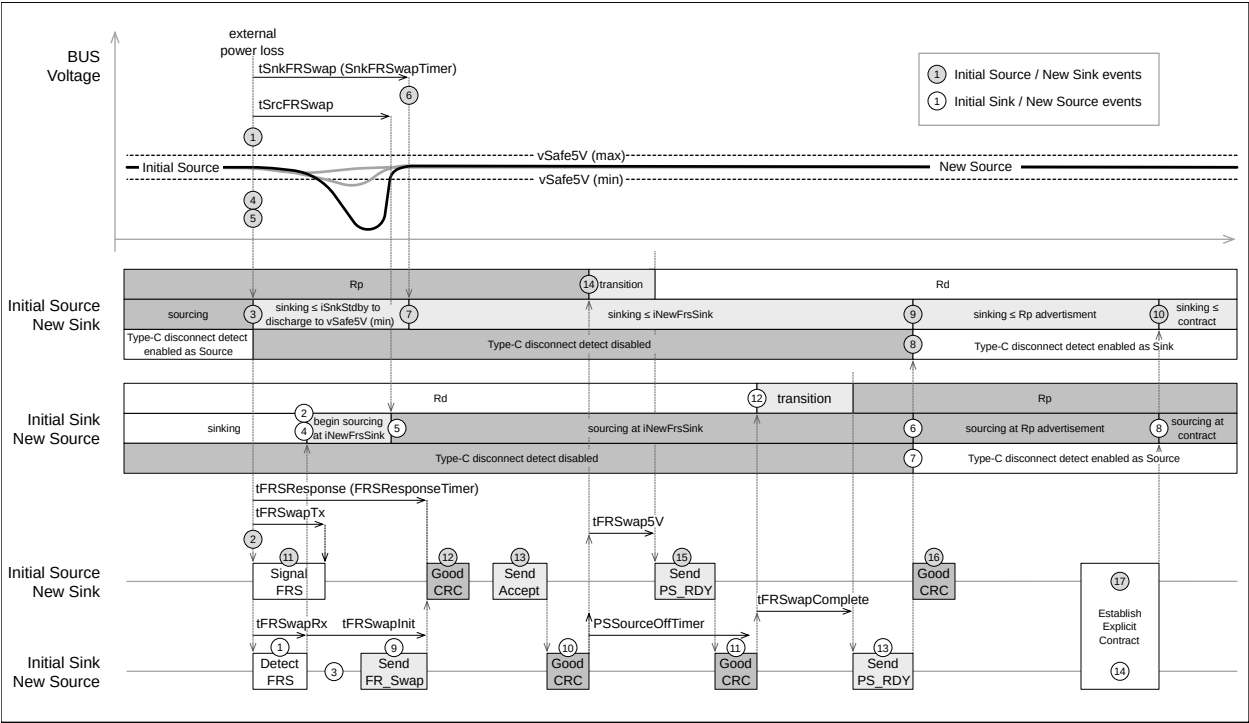 external
power loss
BUS
Voltage
tSnkFRSwap (SnkFRSwapTimer)
6
tSrcFRSwap
1 Initial Source / New Sink events
1 Initial Sink / New Source events
1
vSafe5V (max)
Initial Source
New Source
vSafe5V (min)
4
5
Initial Source
New Sink
Rp
14 transition
Rd
sourcing
3
sinking ≤ iSnkStdby to
discharge to vSafe5V (min)
7
sinking ≤ iNewFrsSink
9
sinking ≤ Rp advertisment
10
sinking ≤
contract
Type-C disconnect detect
enabled as Source
Type-C disconnect detect disabled
8
Type-C disconnect detect enabled as Sink
Initial Sink
New Source
Rd
12 transition
Rp
sinking
2
4
begin sourcing
at iNewFrsSink
5
sourcing at iNewFrsSink
6
sourcing at Rp advertisement
8
sourcing at
contract
Type-C disconnect detect disabled
7
Type-C disconnect detect enabled as Source
tFRSResponse (FRSResponseTimer)
tFRSwapTx
2
tFRSwap5V
Initial Source
New Sink
11
Signal
FRS
12
Good
CRC
13
Send
Accept
15
Send
PS_RDY
16
Good
CRC
17
tFRSwapComplete
tFRSwapRx
tFRSwapInit
PSSourceOffTimer
Establish
Explicit
Contract
14
Initial Sink
New Source
1
Detect
FRS
3
9
Send
FR_Swap
10
Good
CRC
11
Good
CRC
13
Send
PS_RDY